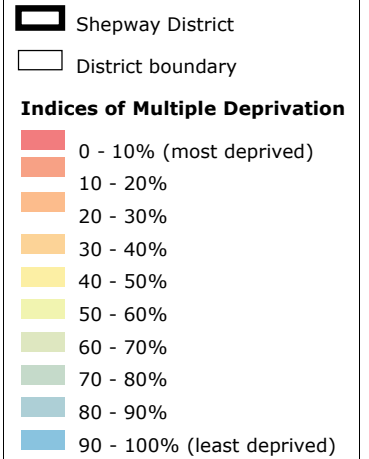 Shepway District
District boundary
Indices of Multiple Deprivation
0 - 10% (most deprived)
10 - 20%
20 - 30%
30 - 40%
40 - 50%
50 - 60%
60 - 70%
70 - 80%
80 - 90%
90 - 100% (least deprived)